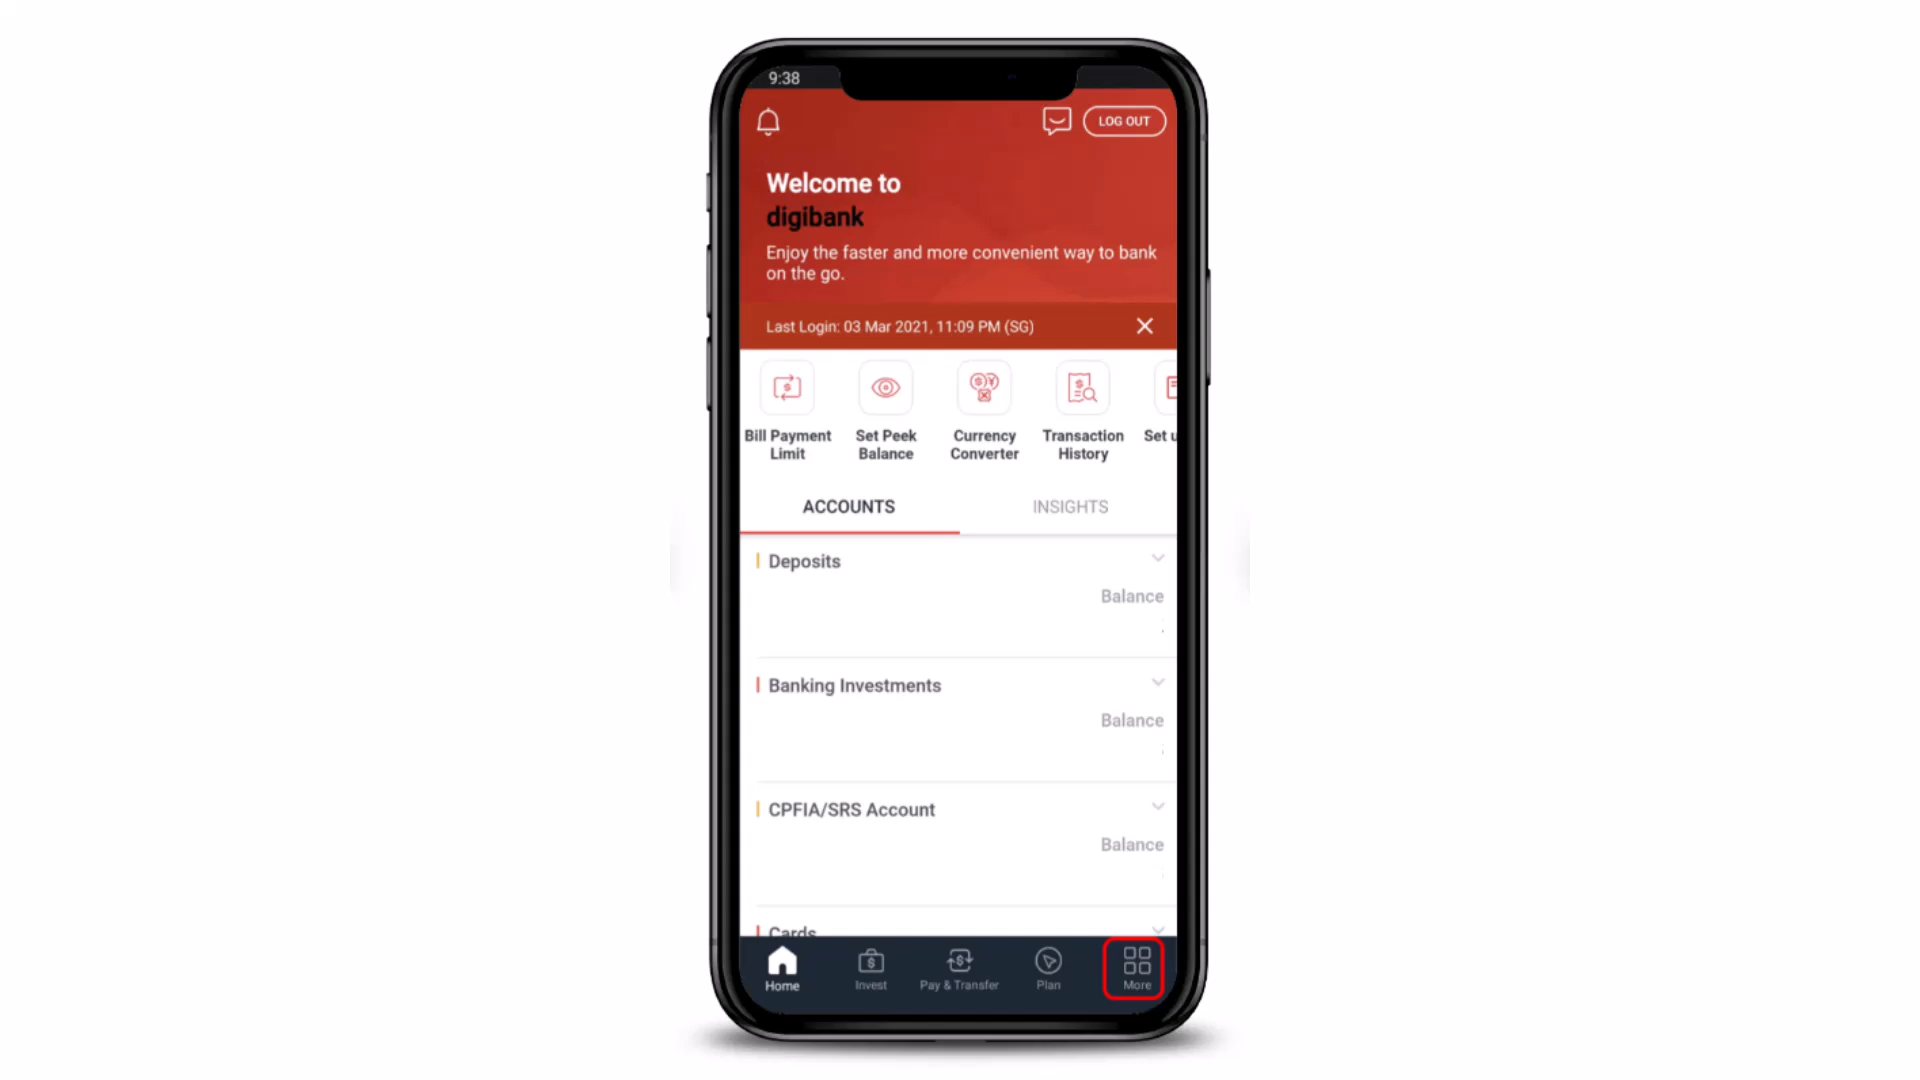 9:38
LOG OUT
Welcome to
digibank
Enjoy the faster and more convenient way to bank
on the go.
Last Login: 03 Mar 2021, 11:09 PM (SG)
Bill Payment
Limit
Set Peek
Balance
Currency
Converter
Transaction
History
Set u
ACCOUNTS
INSIGHTS
Deposits
Balance
Banking Investments
Balance
CPFIA/SRS Account
Balance
Cards
Home
Invest
Pay & Transfer
Plan
More